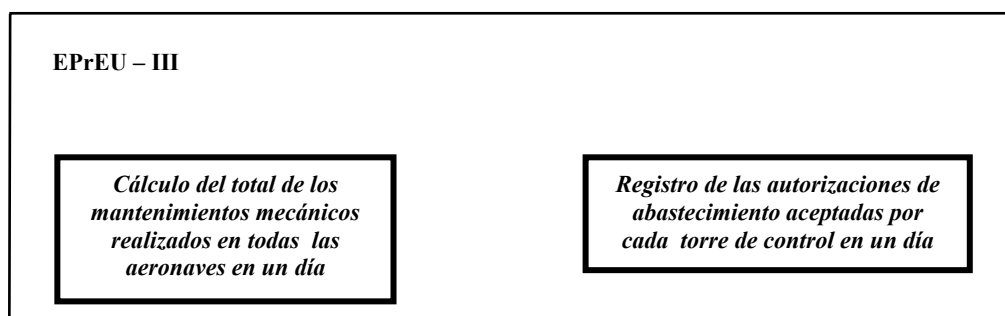 EPrEU – III
Cálculo del total de los
mantenimientos mecánicos
realizados en todas las
aeronaves en un día
Registro de las autorizaciones de
abastecimiento aceptadas por
cada torre de control en un día